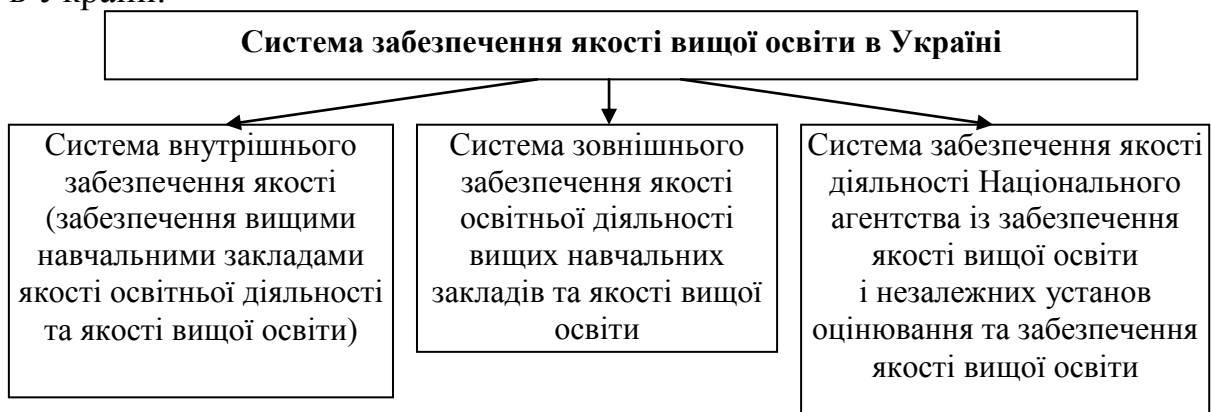 в Україні.
Система забезпечення якості вищої освіти в Україні
Система внутрішнього
забезпечення якості
(забезпечення вищими
навчальними закладами
якості освітньої діяльності
та якості вищої освіти)
Система зовнішнього
забезпечення якості
освітньої діяльності
вищих навчальних
закладів та якості вищої
освіти
Система забезпечення якості
діяльності Національного
агентства із забезпечення
якості вищої освіти
і незалежних установ
оцінювання та забезпечення
якості вищої освіти